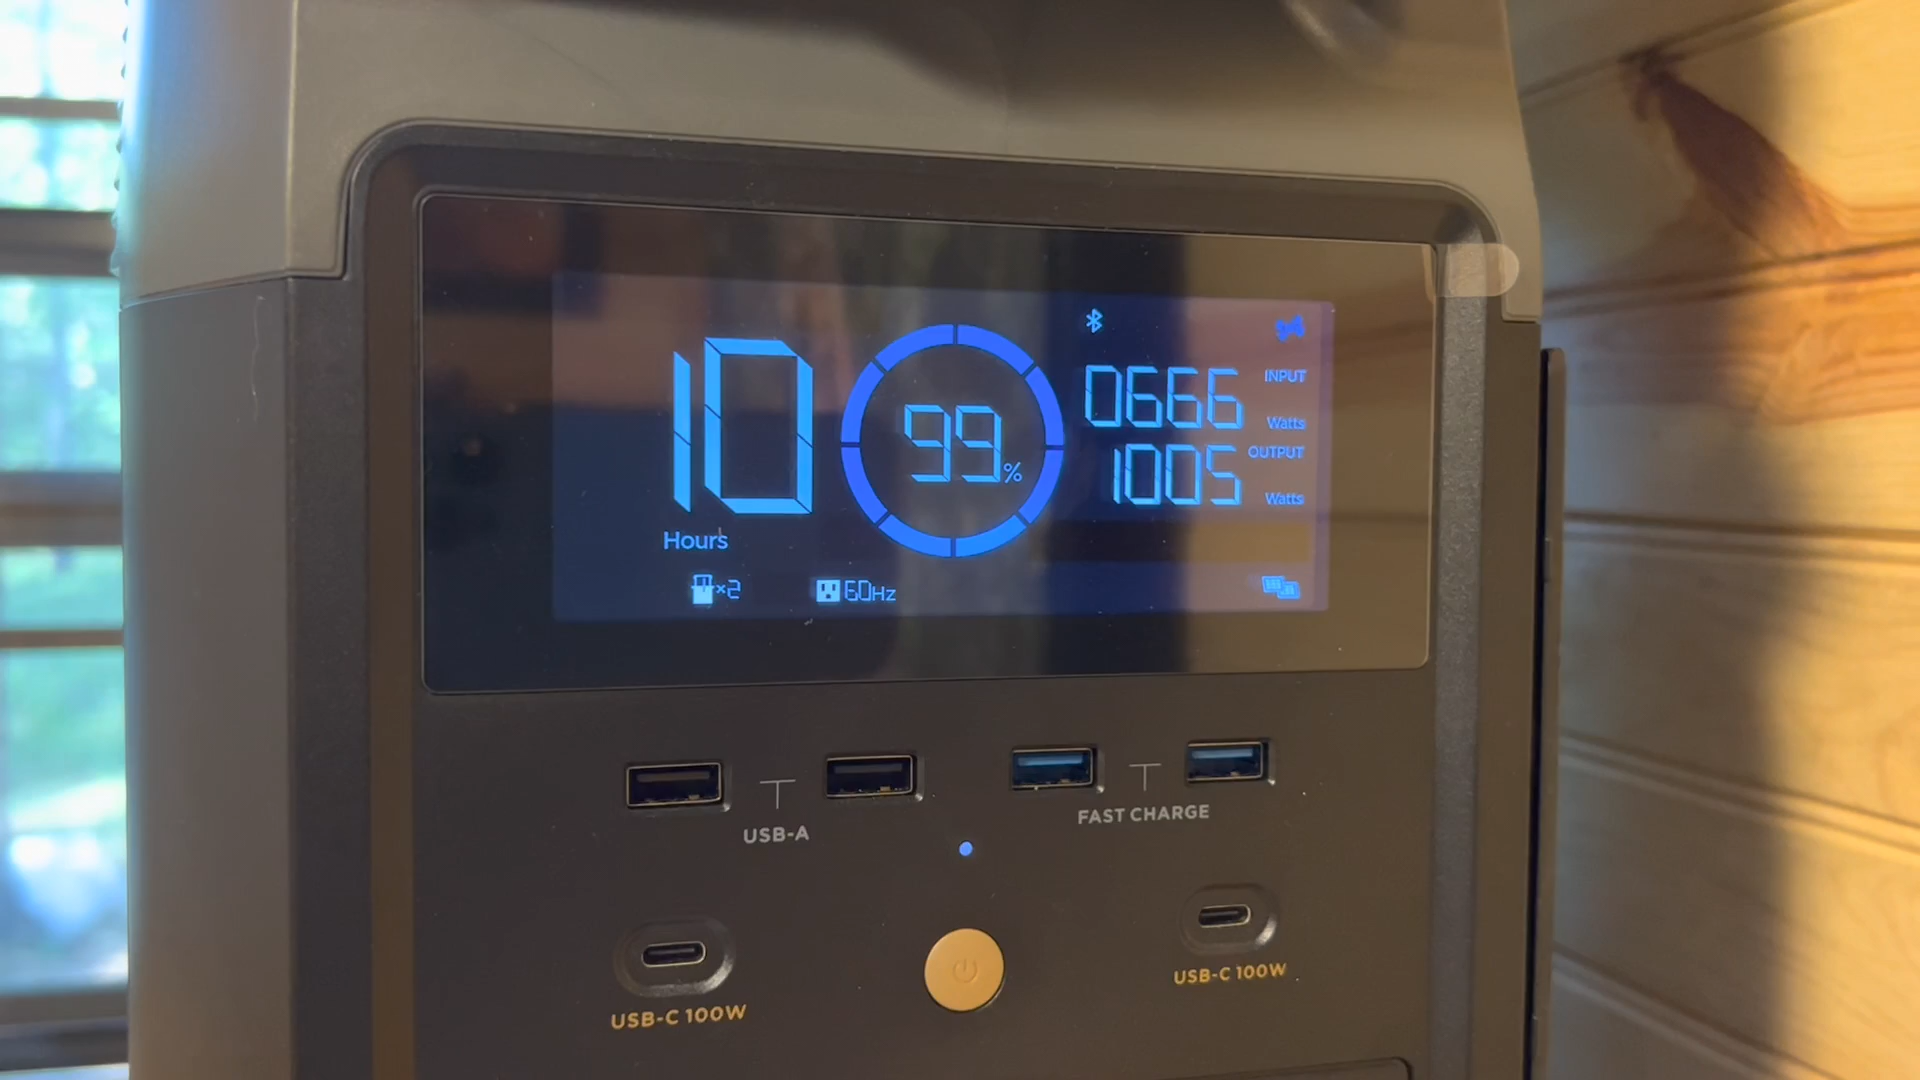 10
Hours
99%
0666 INPUT Watts
1005 OUTPUT Watts
×2
60Hz
USB-A
FAST CHARGE
USB-C 100W
USB-C 100W